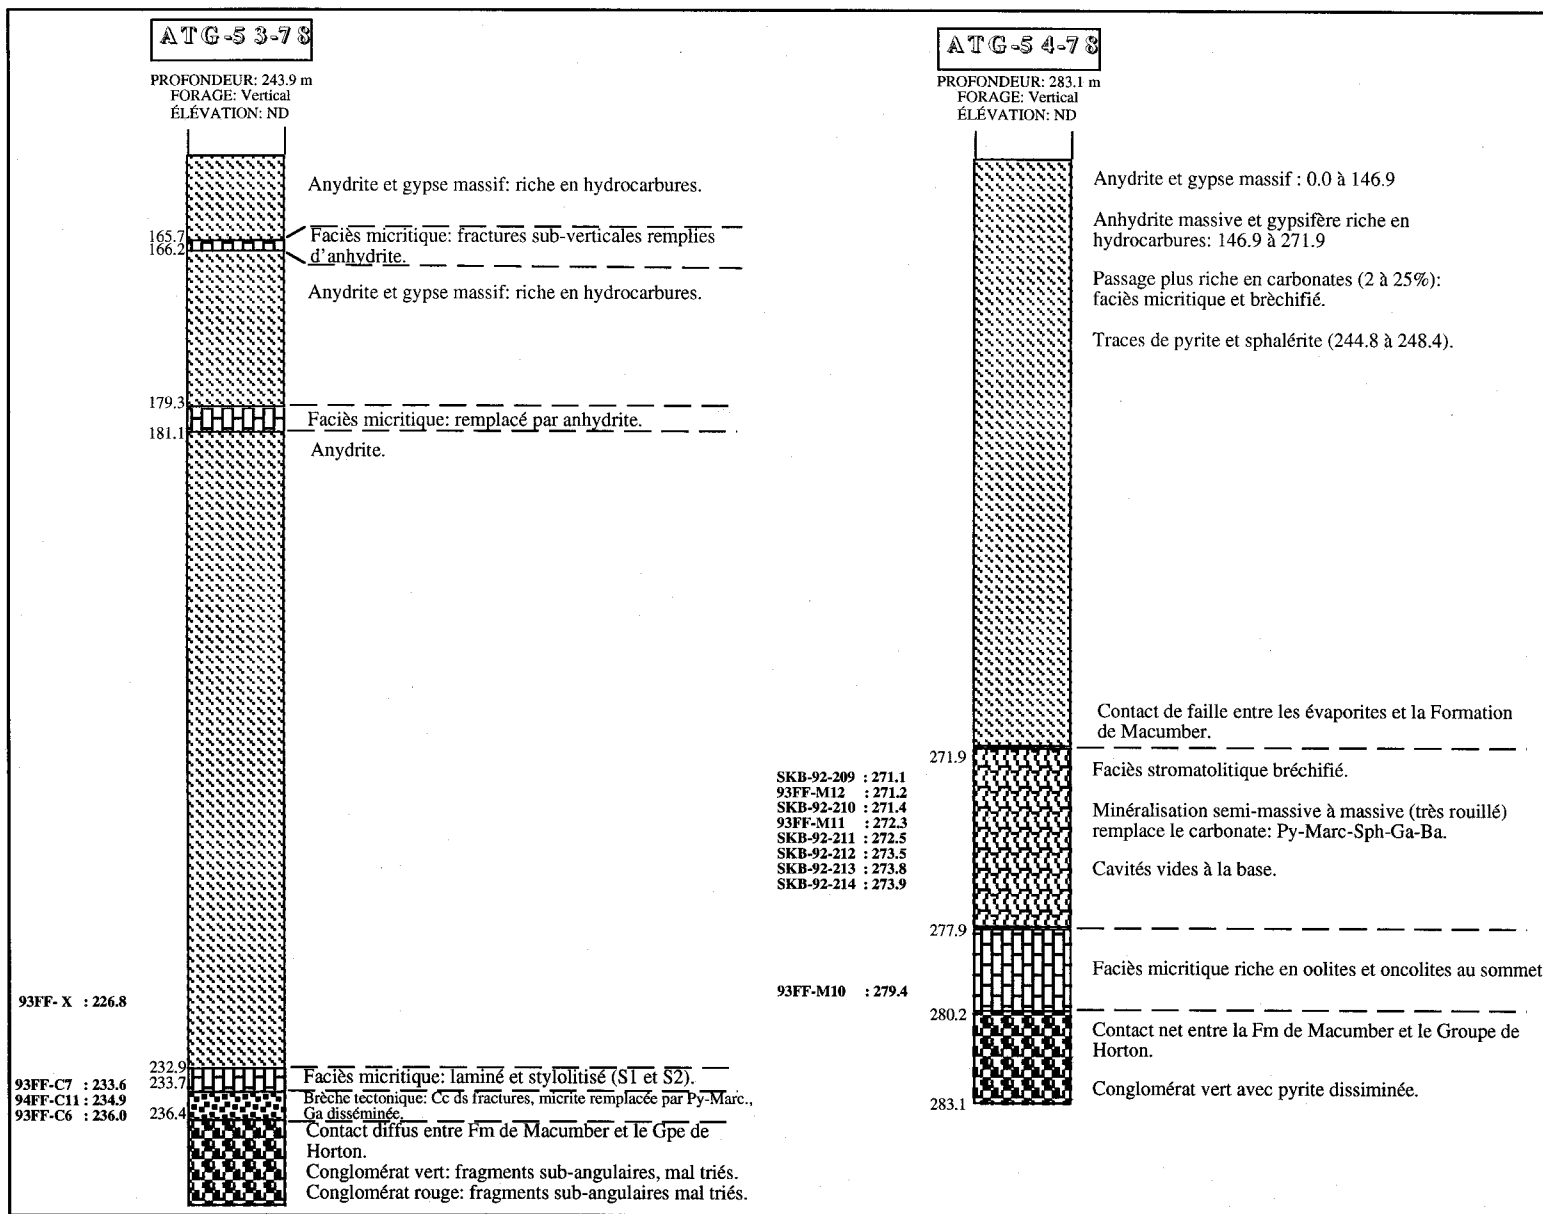 ATG-53-78
PROFONDEUR: 243.9 m
FORAGE: Vertical
ÉLÉVATION: ND
Anydrite et gypse massif: riche en hydrocarbures.
165.7
166.2
Faciès micritique: fractures sub-verticales remplies
d'anhydrite.
Anydrite et gypse massif: riche en hydrocarbures.
179.3
Faciès micritique: remplacé par anhydrite.
181.1
Anydrite.
93FF- X : 226.8
232.9
Faciès micritique: laminé et stylolitisé (S1 et S2).
93FF-C7 : 233.6
233.7
94FF-C11 : 234.9
Brèche tectonique: Cc ds fractures, micrite remplacée par Py-Marc.,
Ga disséminée.
93FF-C6 : 236.0
236.4
Contact diffus entre Fm de Macumber et le Gpe de
Horton.
Conglomérat vert: fragments sub-angulaires, mal triés.
Conglomérat rouge: fragments sub-angulaires mal triés.
ATG-54-78
PROFONDEUR: 283.1 m
FORAGE: Vertical
ÉLÉVATION: ND
Anydrite et gypse massif : 0.0 à 146.9
Anhydrite massive et gypsifère riche en
hydrocarbures: 146.9 à 271.9
Passage plus riche en carbonates (2 à 25%):
faciès micritique et brèchifié.
Traces de pyrite et sphalérite (244.8 à 248.4).
Contact de faille entre les évaporites et la Formation
de Macumber.
271.9
Faciès stromatolitique bréchifié.
SKB-92-209 : 271.1
93FF-M12 : 271.2
SKB-92-210 : 271.4
93FF-M11 : 272.3
SKB-92-211 : 272.5
SKB-92-212 : 273.5
SKB-92-213 : 273.8
SKB-92-214 : 273.9
Minéralisation semi-massive à massive (très rouillé)
remplace le carbonate: Py-Marc-Sph-Ga-Ba.
Cavités vides à la base.
277.9
Faciès micritique riche en oolites et oncolites au sommet
93FF-M10 : 279.4
280.2
Contact net entre la Fm de Macumber et le Groupe de
Horton.
Conglomérat vert avec pyrite dissiminée.
283.1